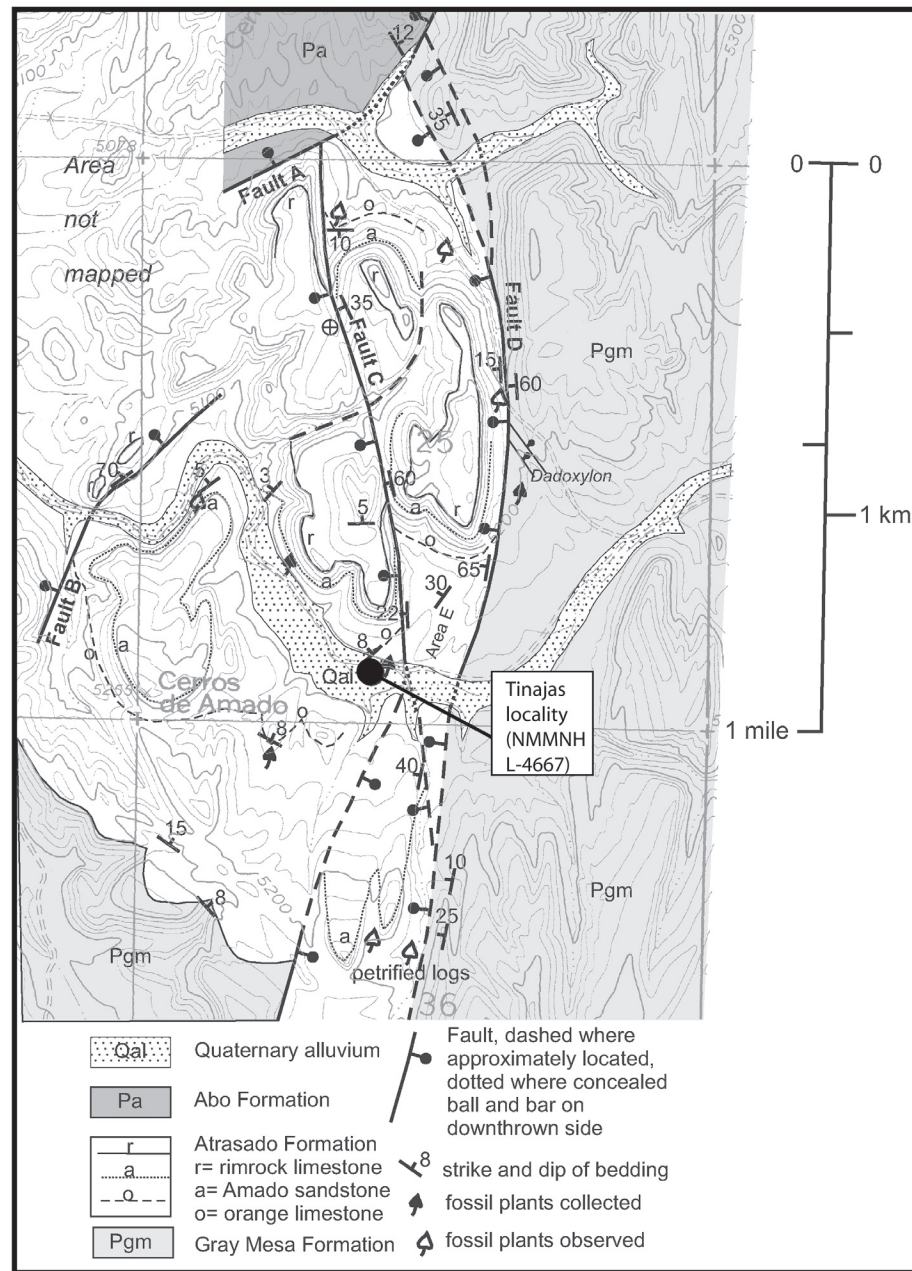 Pa
12
5300
5100
35
5078
Area
not
mapped
0 0
Fault A
r
o
10
a
r
35
Fault C
Fault D
Pgm
15
60
5100
r
70
5
a
3
25
60
5
a
r
o
Dadoxylon
1 km
r
a
65
30
Area E
22
o
8
Fault B
o
a
Qal
Cerros
de Amado
5255
o
8
Tinajas
locality
(NMMNH
L-4667)
1 mile
40
15
5200
8
10
25
a
Pgm
Pgm
petrified logs
36
Qal Quaternary alluvium
Pa Abo Formation
r Atrasado Formation
r= rimrock limestone
a a= Amado sandstone
o o= orange limestone
Pgm Gray Mesa Formation
Fault, dashed where
approximately located,
dotted where concealed
ball and bar on
downthrown side
8 strike and dip of bedding
fossil plants collected
fossil plants observed